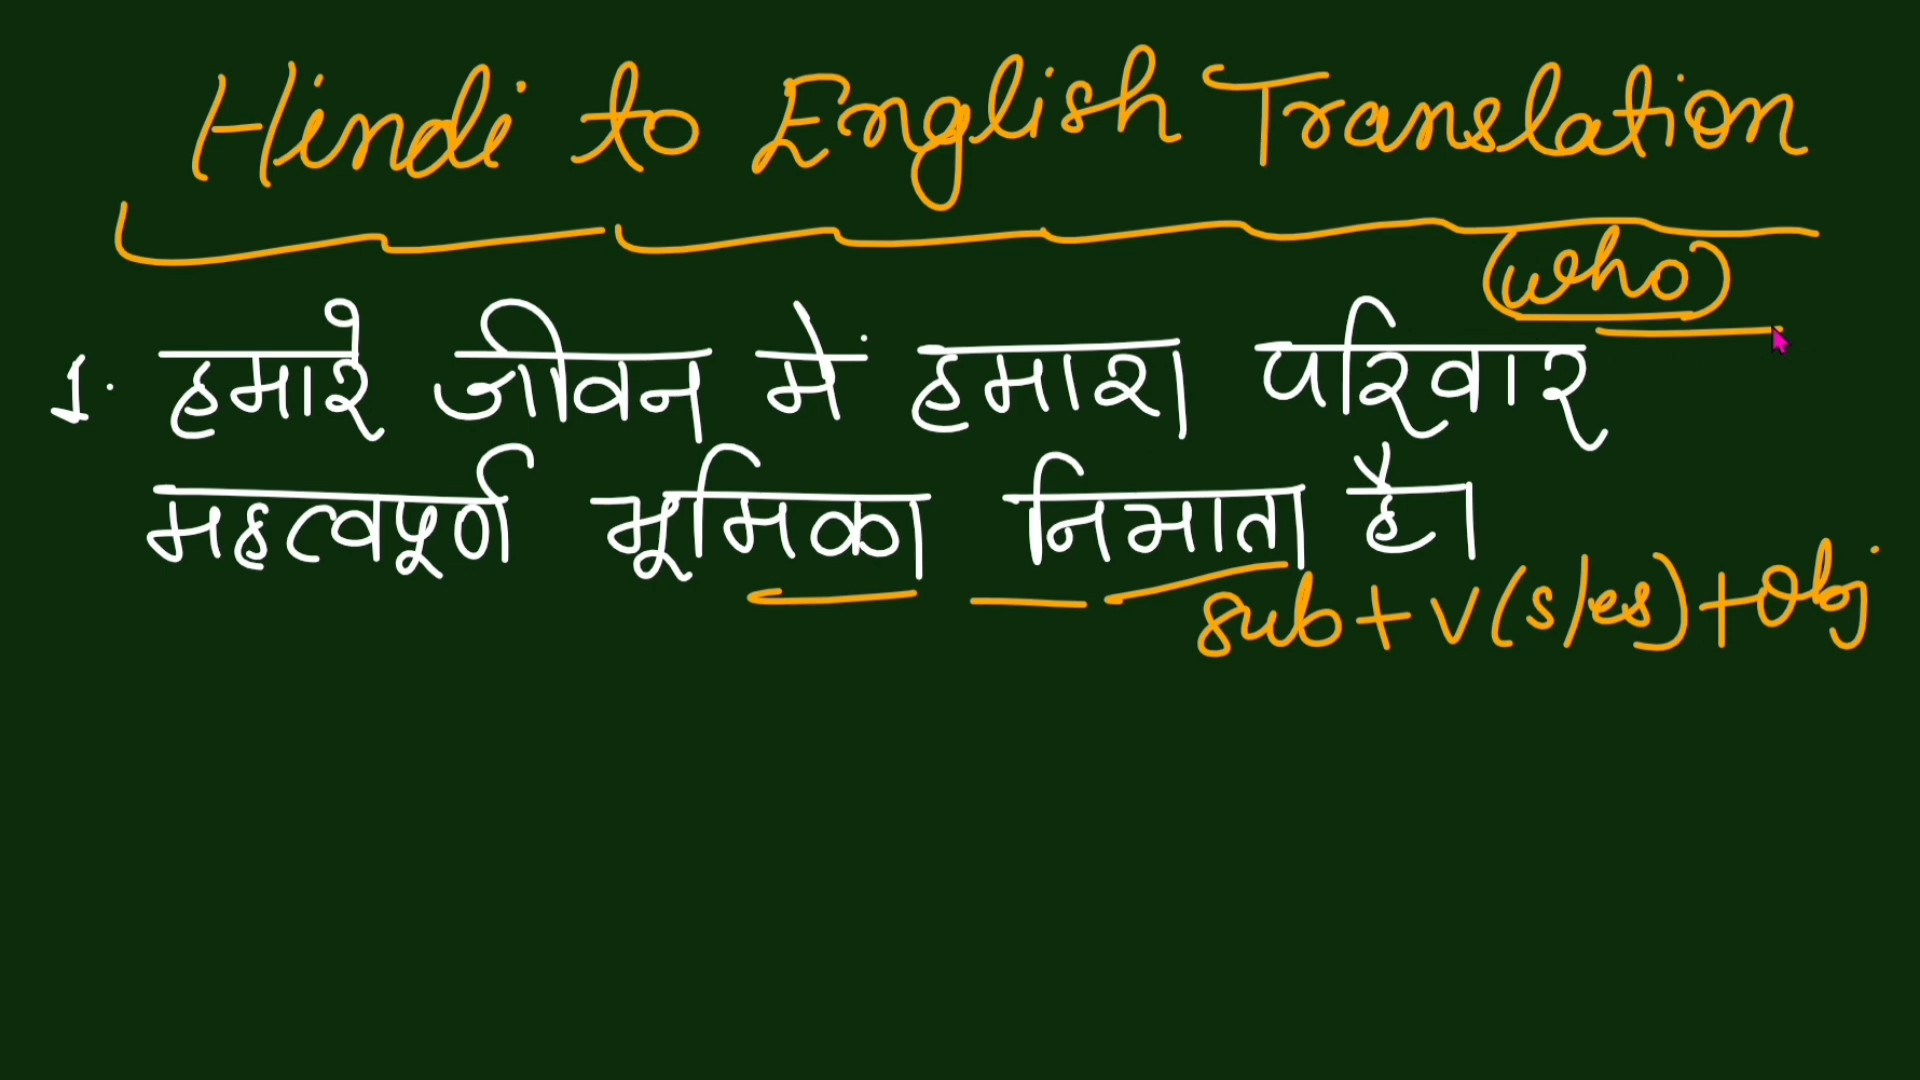 Hindi to English Translation
(who)
1. हमारे जीवन में हमारा परिवार
महत्वपूर्ण भूमिका निभाता है।
sub + v (s/es) + obj